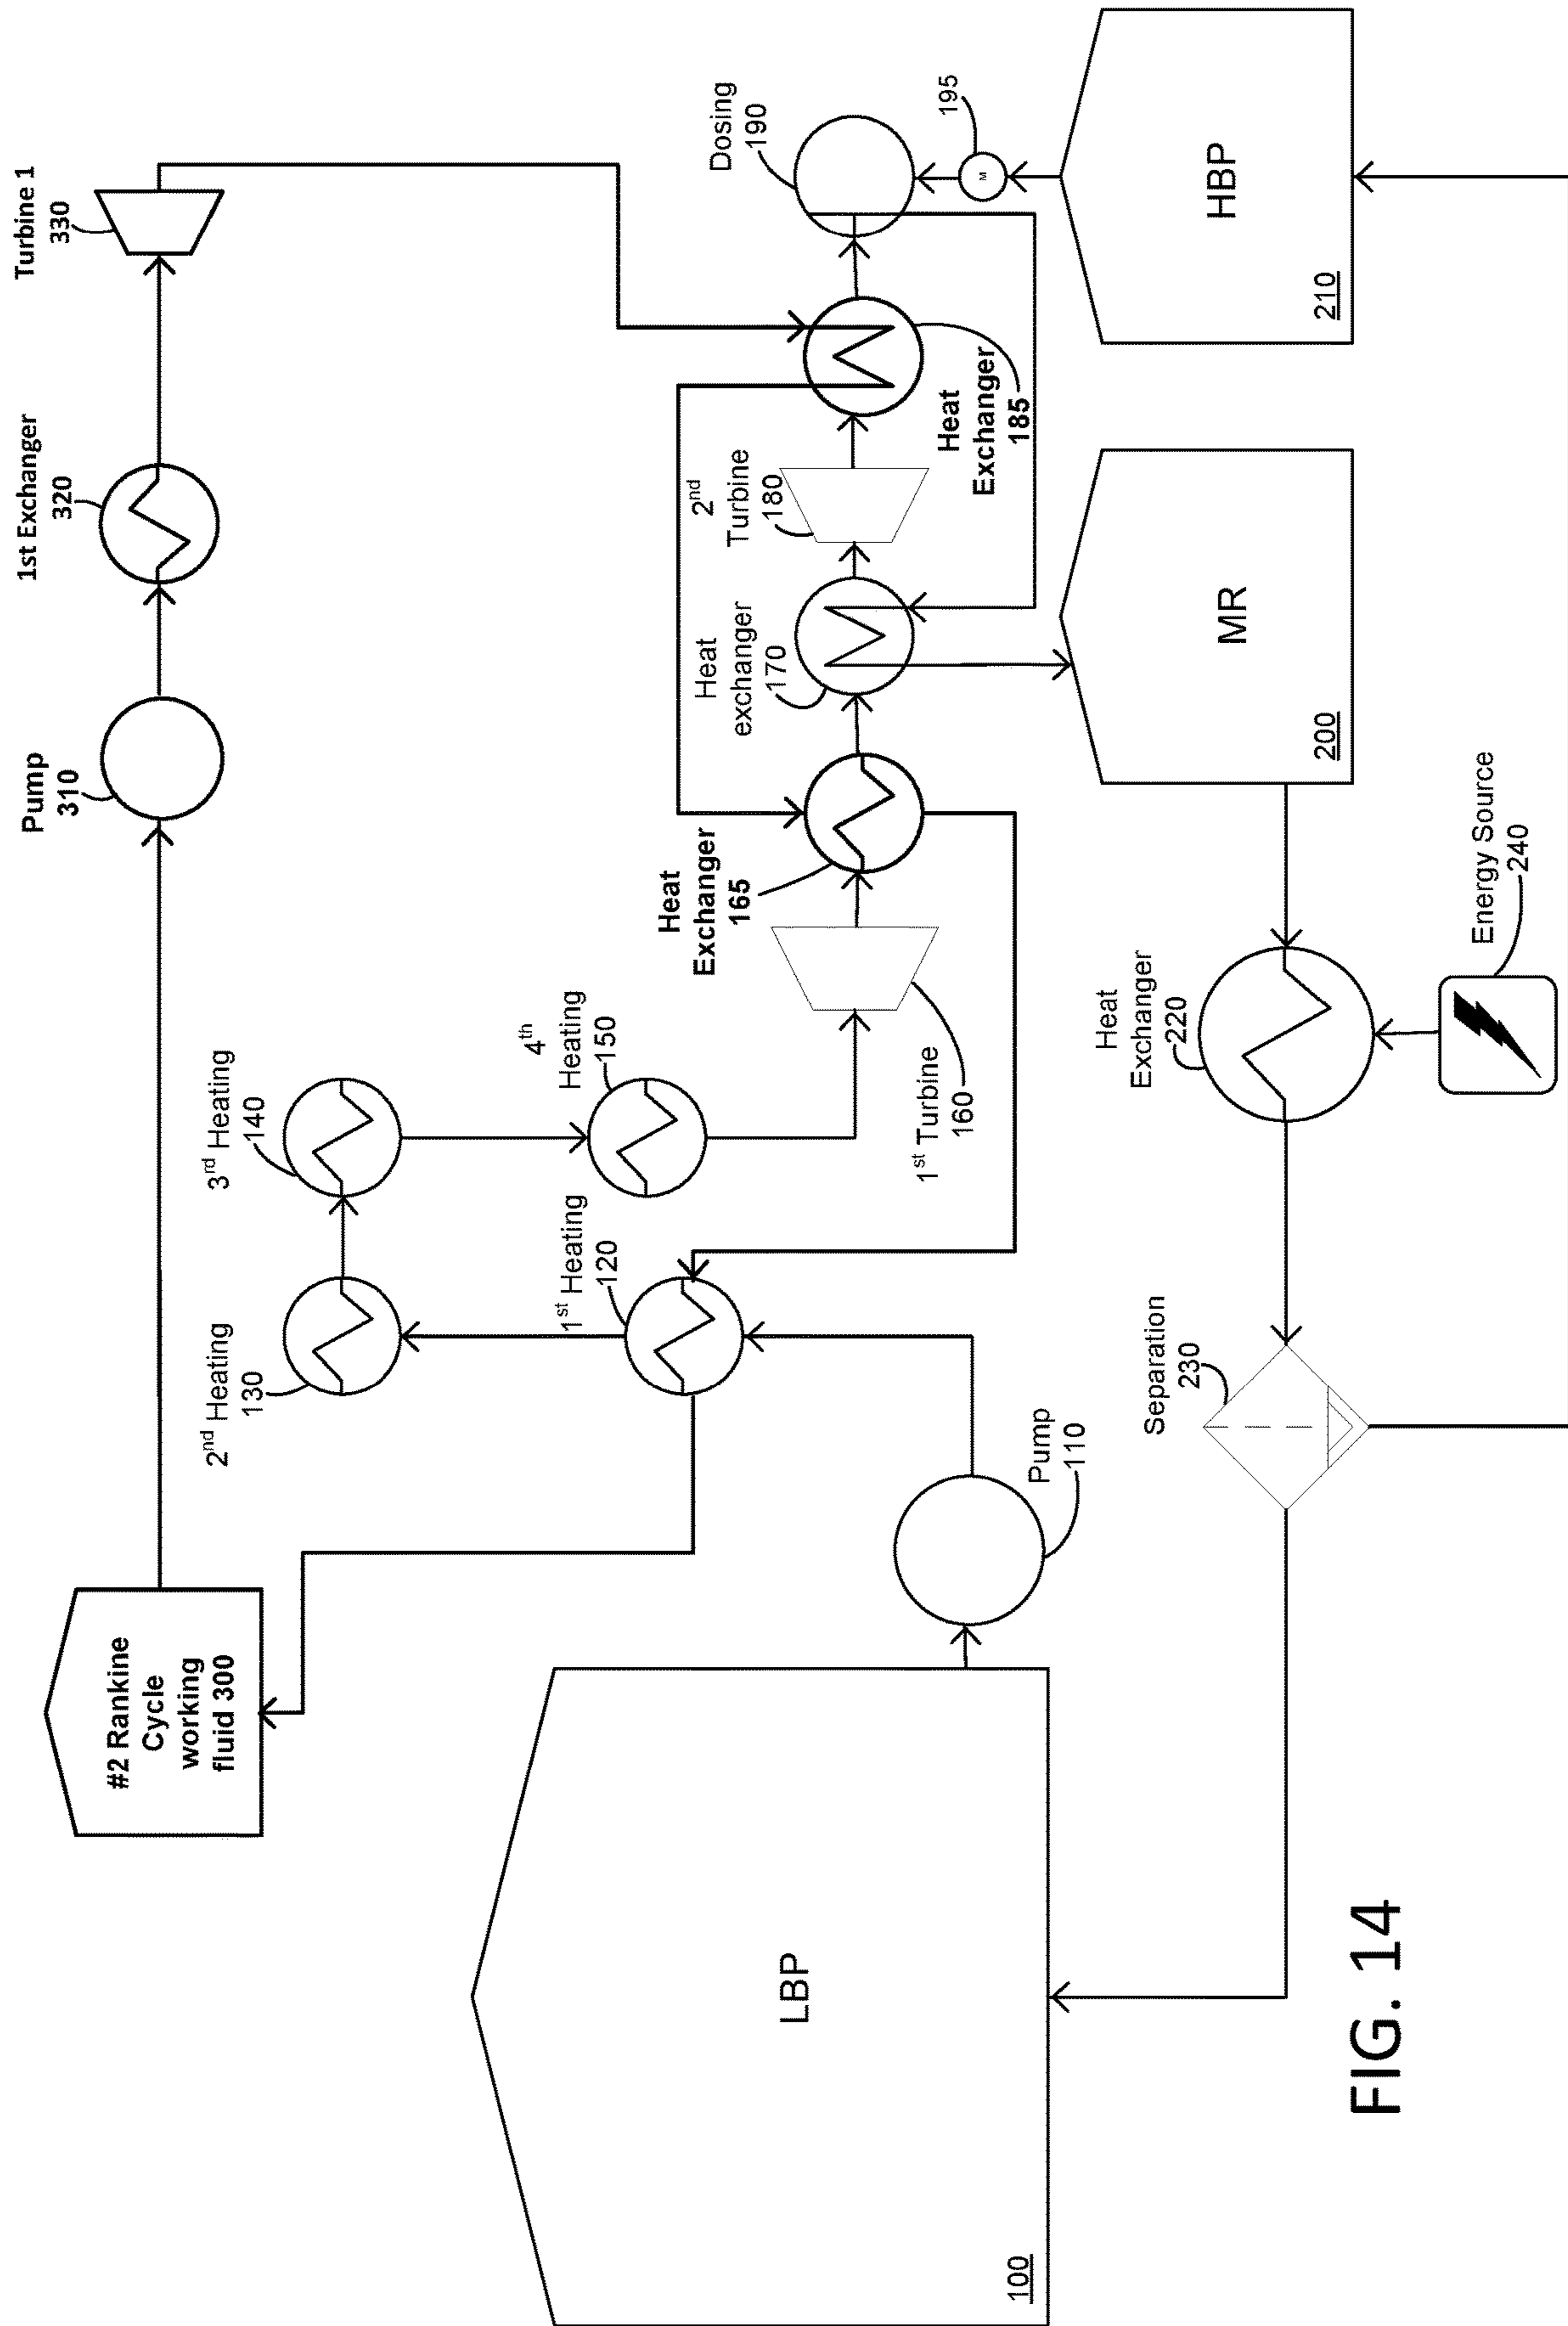 #2 Rankine
Cycle
working
fluid 300
Pump
310
1st Exchanger
320
Turbine 1
330
2nd Heating
130
3rd Heating
140
1st Heating
120
4th
Heating
150
Heat
Exchanger
165
Heat
exchanger
170
2nd
Turbine
180
Dosing
190
LBP
100
Pump
110
1st Turbine
160
Heat
Exchanger
185
195
M
Separation
230
Heat
Exchanger
220
MR
200
HBP
210
Energy Source
240
FIG. 14